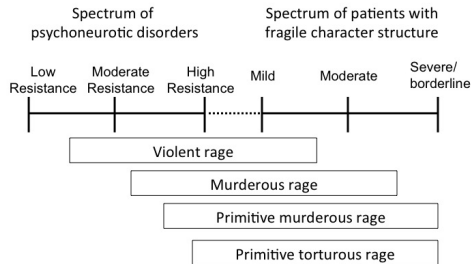 Spectrum of
psychoneurotic disorders
Spectrum of patients with
fragile character structure
Low
Resistance
Moderate
Resistance
High
Resistance
Mild
Moderate
Severe/
borderline
Violent rage
Murderous rage
Primitive murderous rage
Primitive torturous rage